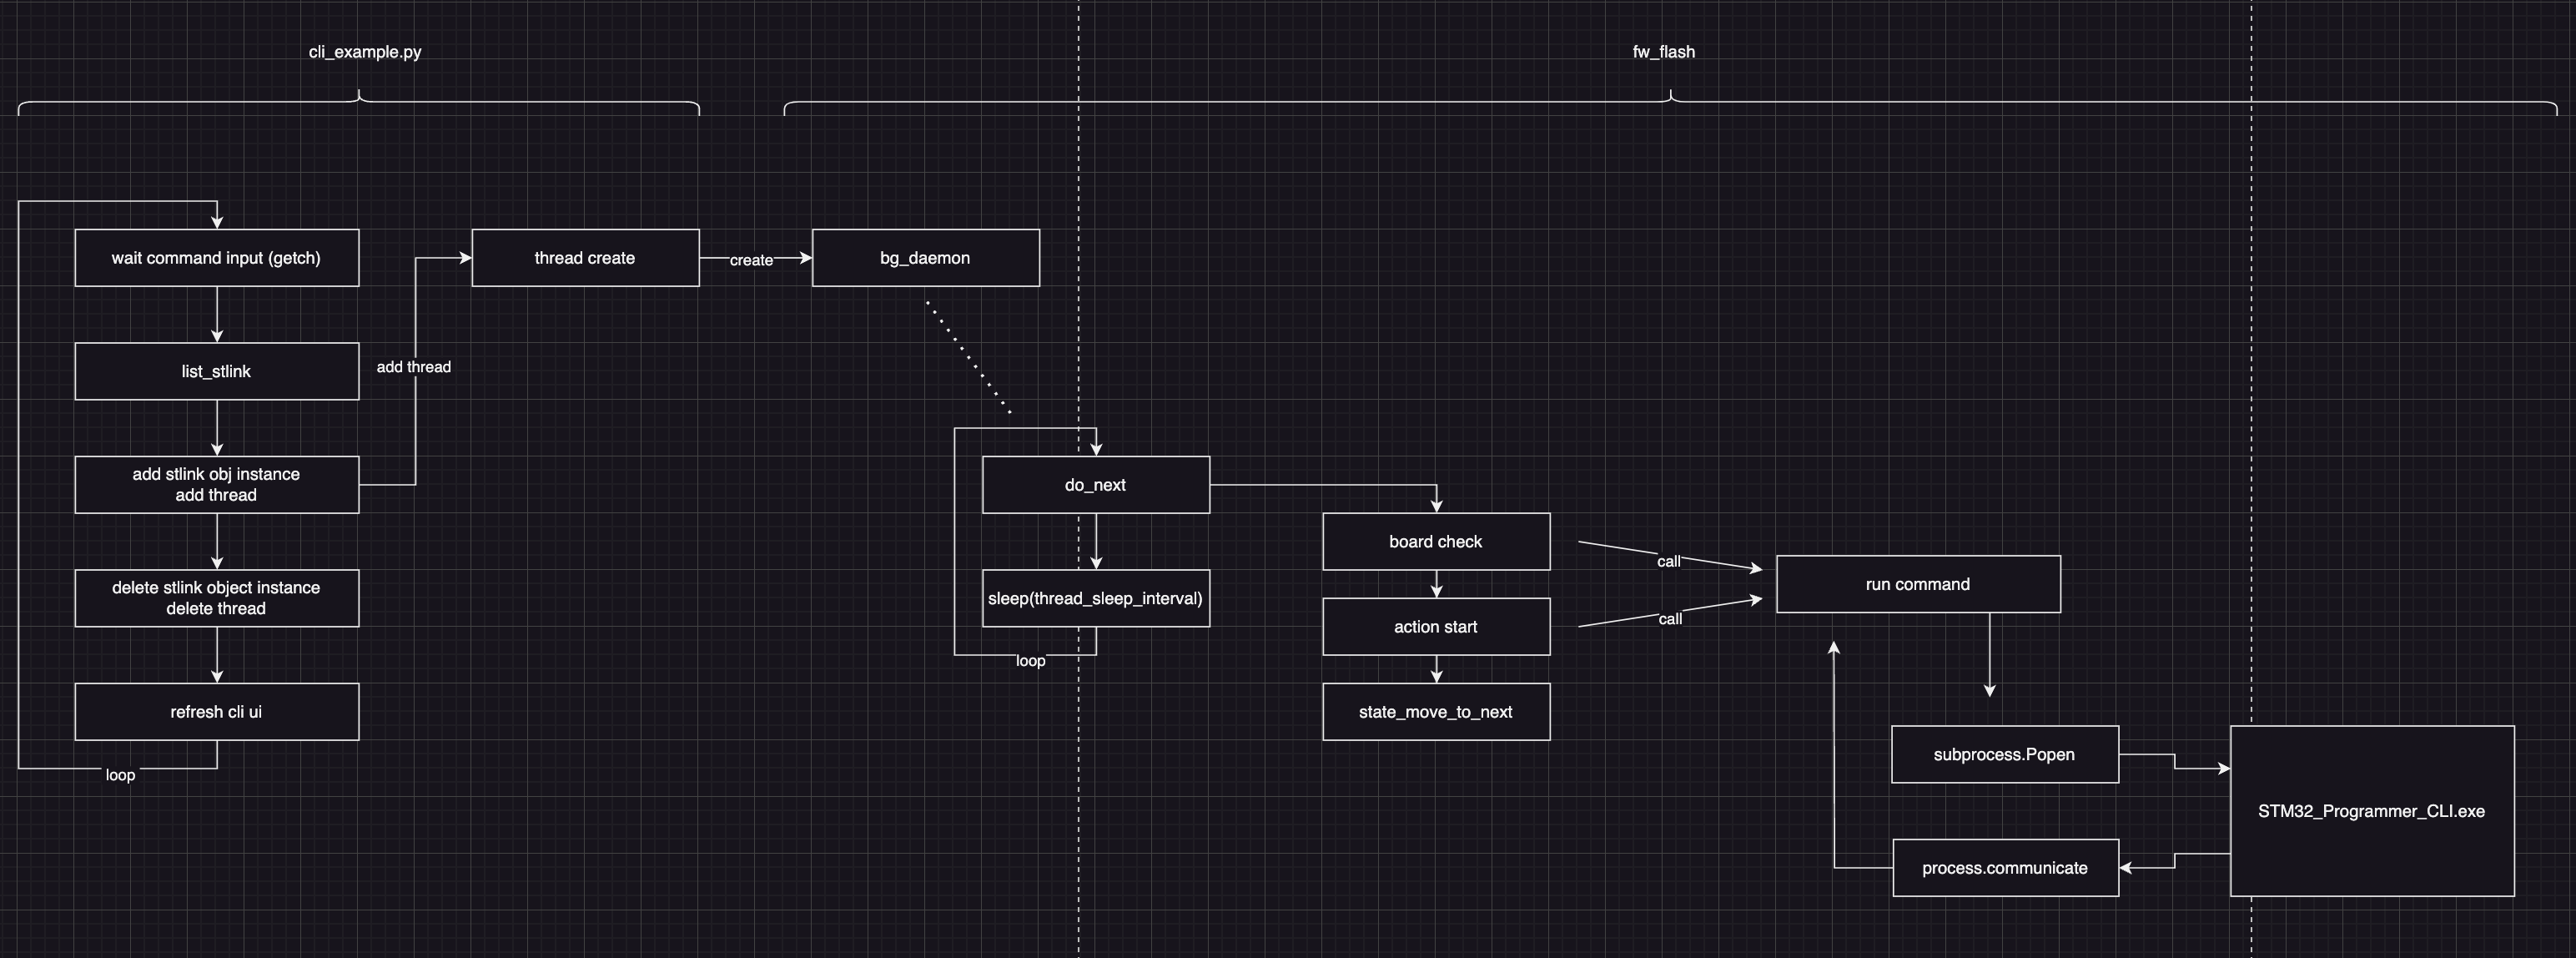 cli_example.py
fw_flash
wait command input (getch)
thread create
create
bg_daemon
add thread
list_stlink
add stlink obj instance
add thread
do_next
board check
call
run command
delete stlink object instance
delete thread
sleep(thread_sleep_interval)
action start
call
loop
refresh cli ui
state_move_to_next
loop
subprocess.Popen
STM32_Programmer_CLI.exe
process.communicate